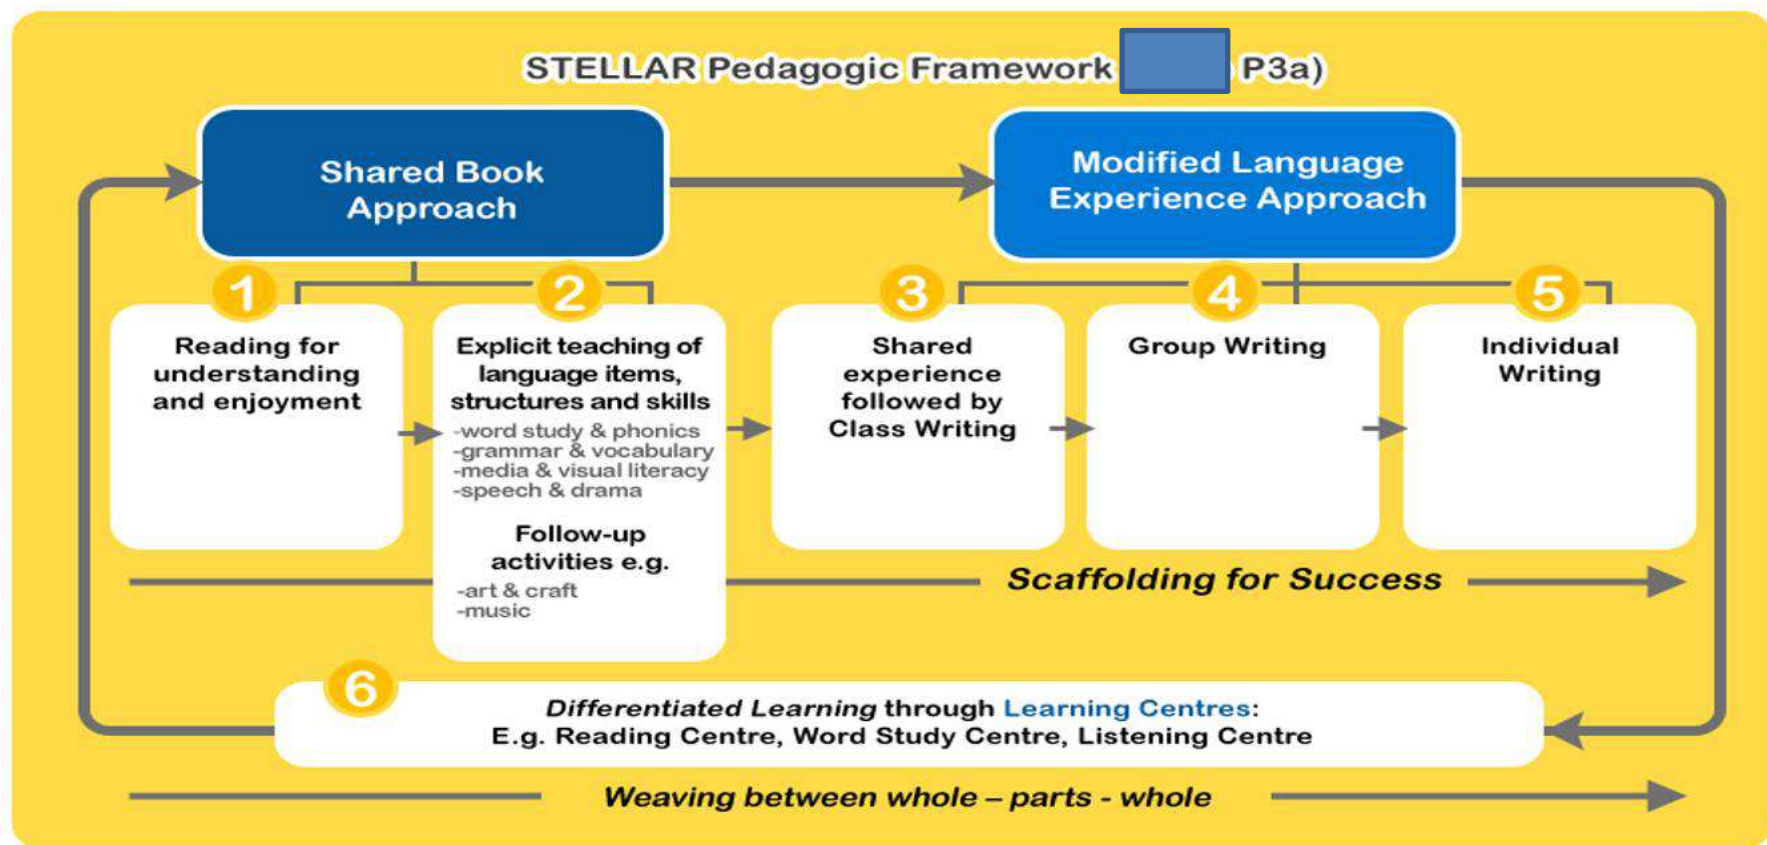 STELLAR Pedagogic Framework P3a)
Shared Book
Approach
Modified Language
Experience Approach
1
Reading for
understanding
and enjoyment
2
Explicit teaching of
language items,
structures and skills
-word study & phonics
-grammar & vocabulary
-media & visual literacy
-speech & drama
Follow-up
activities e.g.
-art & craft
-music
3
Shared
experience
followed by
Class Writing
4
Group Writing
5
Individual
Writing
Scaffolding for Success
6
Differentiated Learning through Learning Centres:
E.g. Reading Centre, Word Study Centre, Listening Centre
Weaving between whole – parts - whole